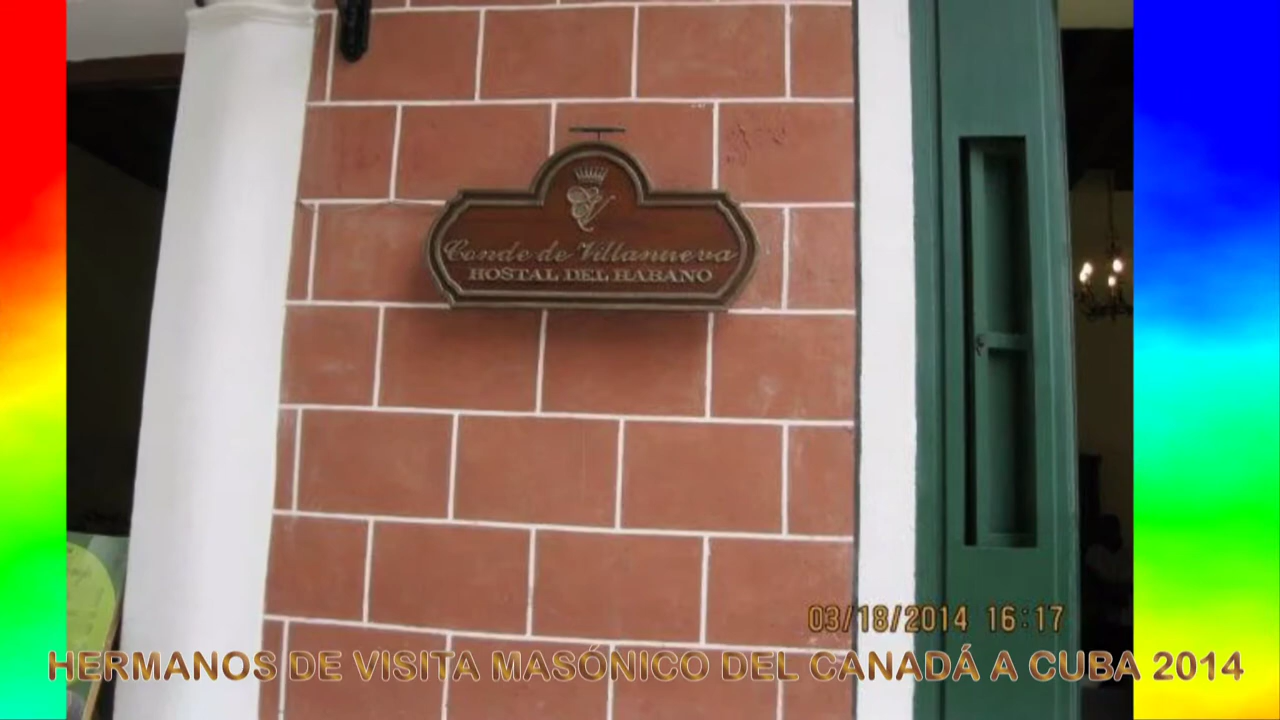 Conde de Villanueva
HOSTAL DEL HABANO
03/18/2014 16:17
HERMANOS DE VISITA MASÓNICO DEL CANADÁ A CUBA 2014